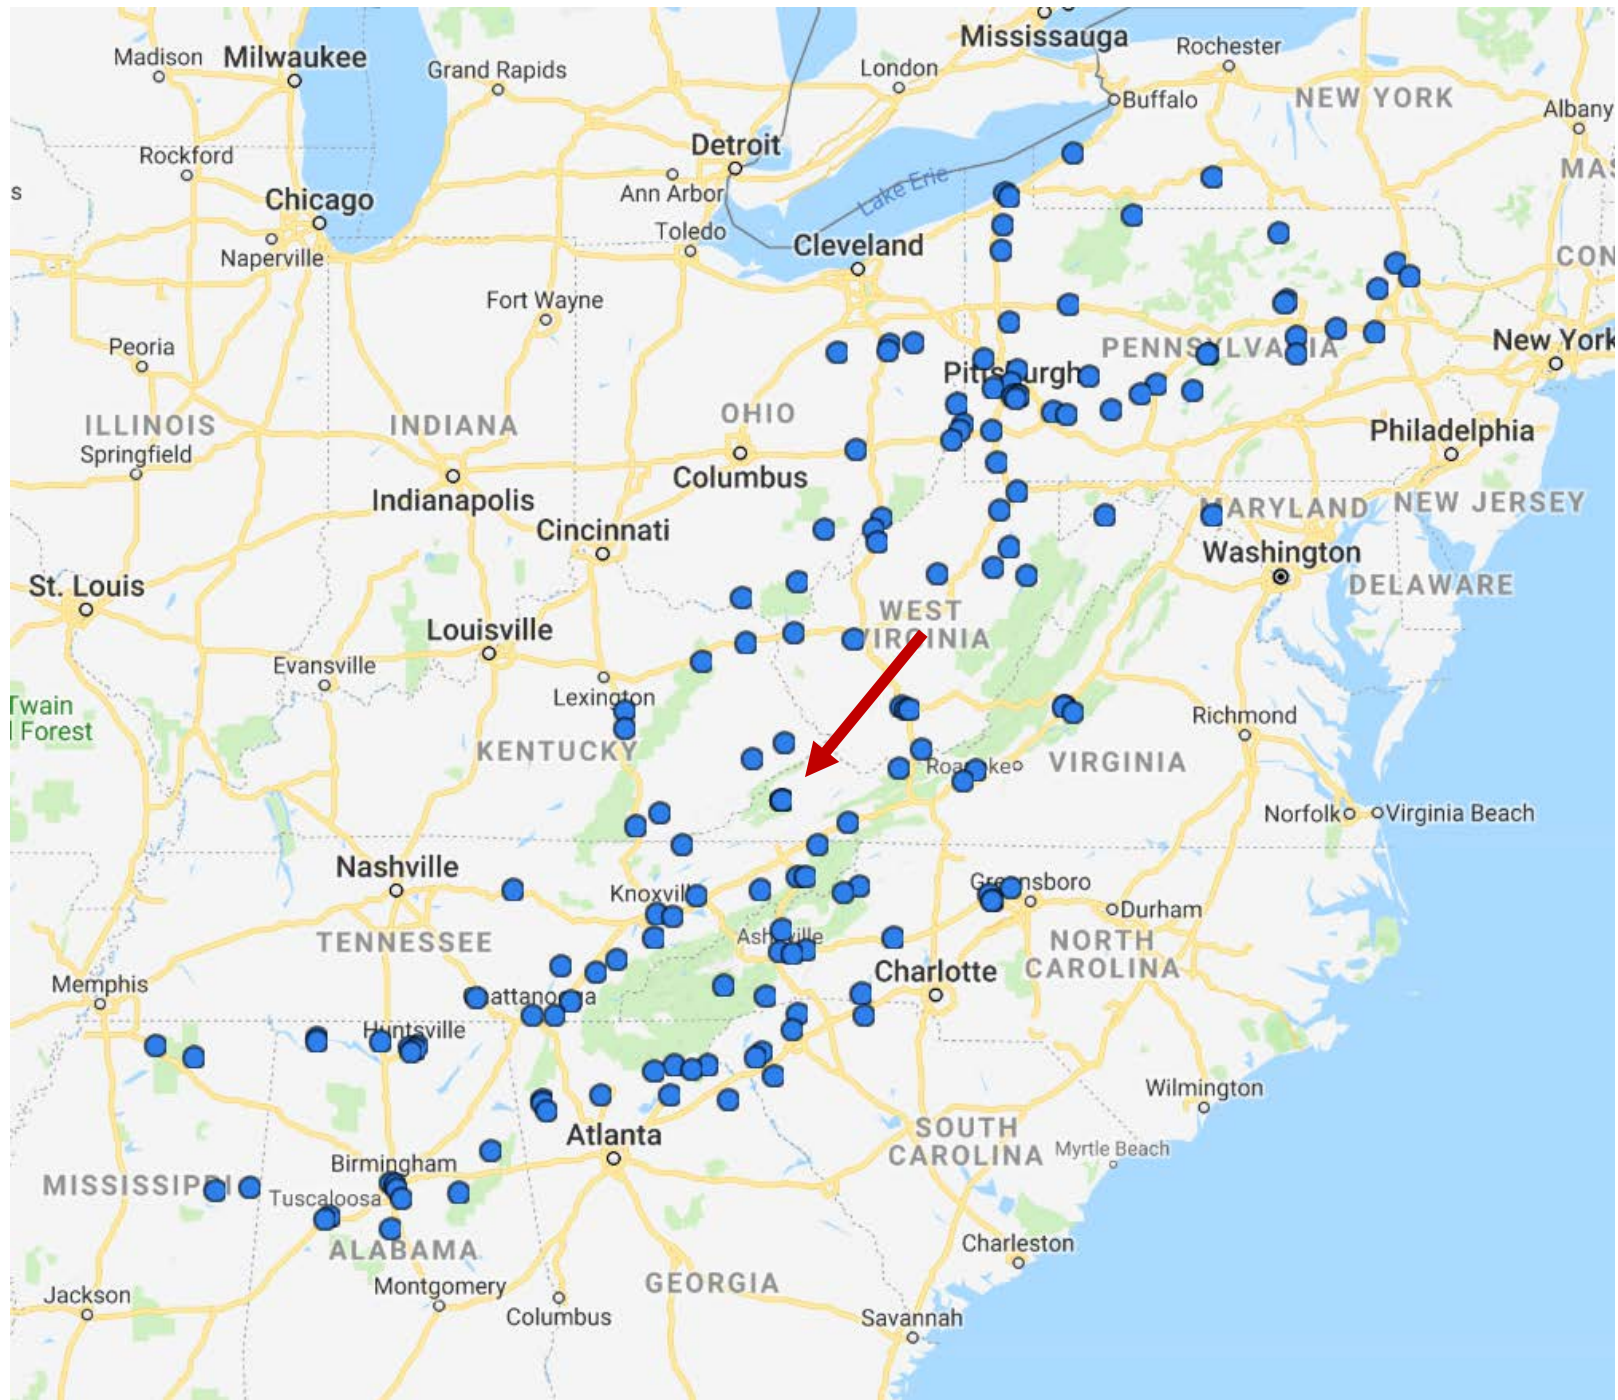 Mississauga
Rochester
Madison
Milwaukee
Grand Rapids
London
Buffalo
NEW YORK
Albany
Detroit
Rockford
Ann Arbor
Lake Erie
MAS
s
Chicago
Toledo
Cleveland
Naperville
CON
Fort Wayne
Peoria
PENNSYLVANIA
New York
Pittsburgh
ILLINOIS
INDIANA
OHIO
Springfield
Philadelphia
Columbus
Indianapolis
MARYLAND
NEW JERSEY
Cincinnati
Washington
St. Louis
DELAWARE
WEST
VIRGINIA
Louisville
Evansville
Lexington
Twain
l Forest
Richmond
KENTUCKY
Roanoke
VIRGINIA
Norfolk
Virginia Beach
Nashville
Knoxville
Greensboro
Durham
TENNESSEE
Asheville
NORTH
CAROLINA
Charlotte
Memphis
Chattanooga
Huntsville
Wilmington
Atlanta
SOUTH
CAROLINA
Myrtle Beach
Birmingham
MISSISSIPPI
Tuscaloosa
ALABAMA
Charleston
GEORGIA
Montgomery
Jackson
Columbus
Savannah